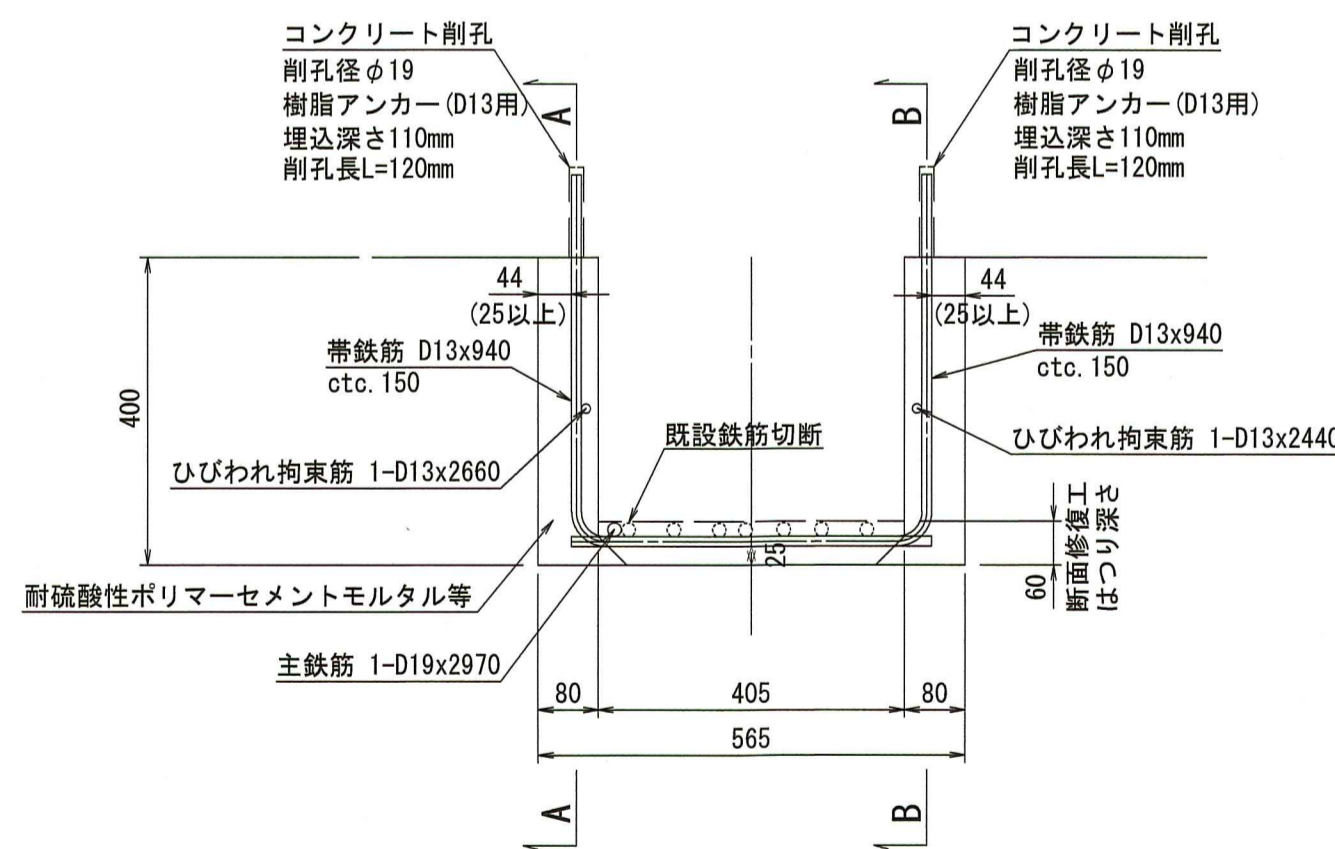 コンクリート削孔
削孔径φ19
樹脂アンカー(D13用)
埋込深さ110mm
削孔長L=120mm
A
B
コンクリート削孔
削孔径φ19
樹脂アンカー(D13用)
埋込深さ110mm
削孔長L=120mm
44
(25以上)
44
(25以上)
帯鉄筋 D13x940
ctc.150
帯鉄筋 D13x940
ctc.150
400
既設鉄筋切断
ひびわれ拘束筋 1-D13x2440
ひびわれ拘束筋 1-D13x2660
25
60
断面修復工
はつり深さ
耐硫酸性ポリマーセメントモルタル等
主鉄筋 1-D19x2970
80
405
80
565
A
B